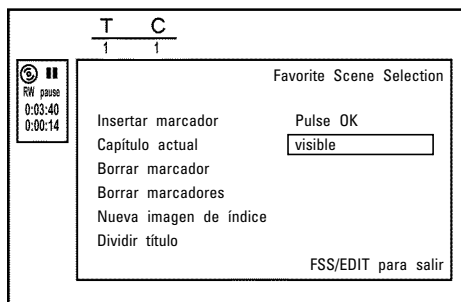 T C
1 1
RW pause
0:03:40
0:00:14
Favorite Scene Selection
Insertar marcador Pulse OK
Capítulo actual visible
Borrar marcador
Borrar marcadores
Nueva imagen de índice
Dividir título
FSS/EDIT para salir